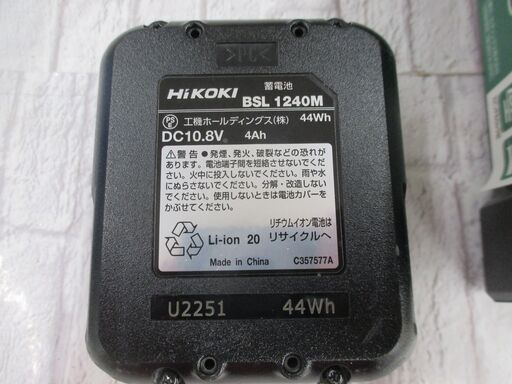 HiKOKI
蓄電池
BSL 1240M
PS E 工機ホールディングス(株) 44Wh
DC10.8V 4Ah
⚠警告 ●発煙、発火、破裂などの恐れが
あります。電池端子間を短絡させないでくださ
い。火中に投入しないでください。雨や水
にぬらさないでください。分解・改造しない
でください。使用しないときは電池カバーを
かぶせてください。
リチウムイオン電池は
Li-ion 20 リサイクルへ
Made in China C357577A
U2251 44Wh